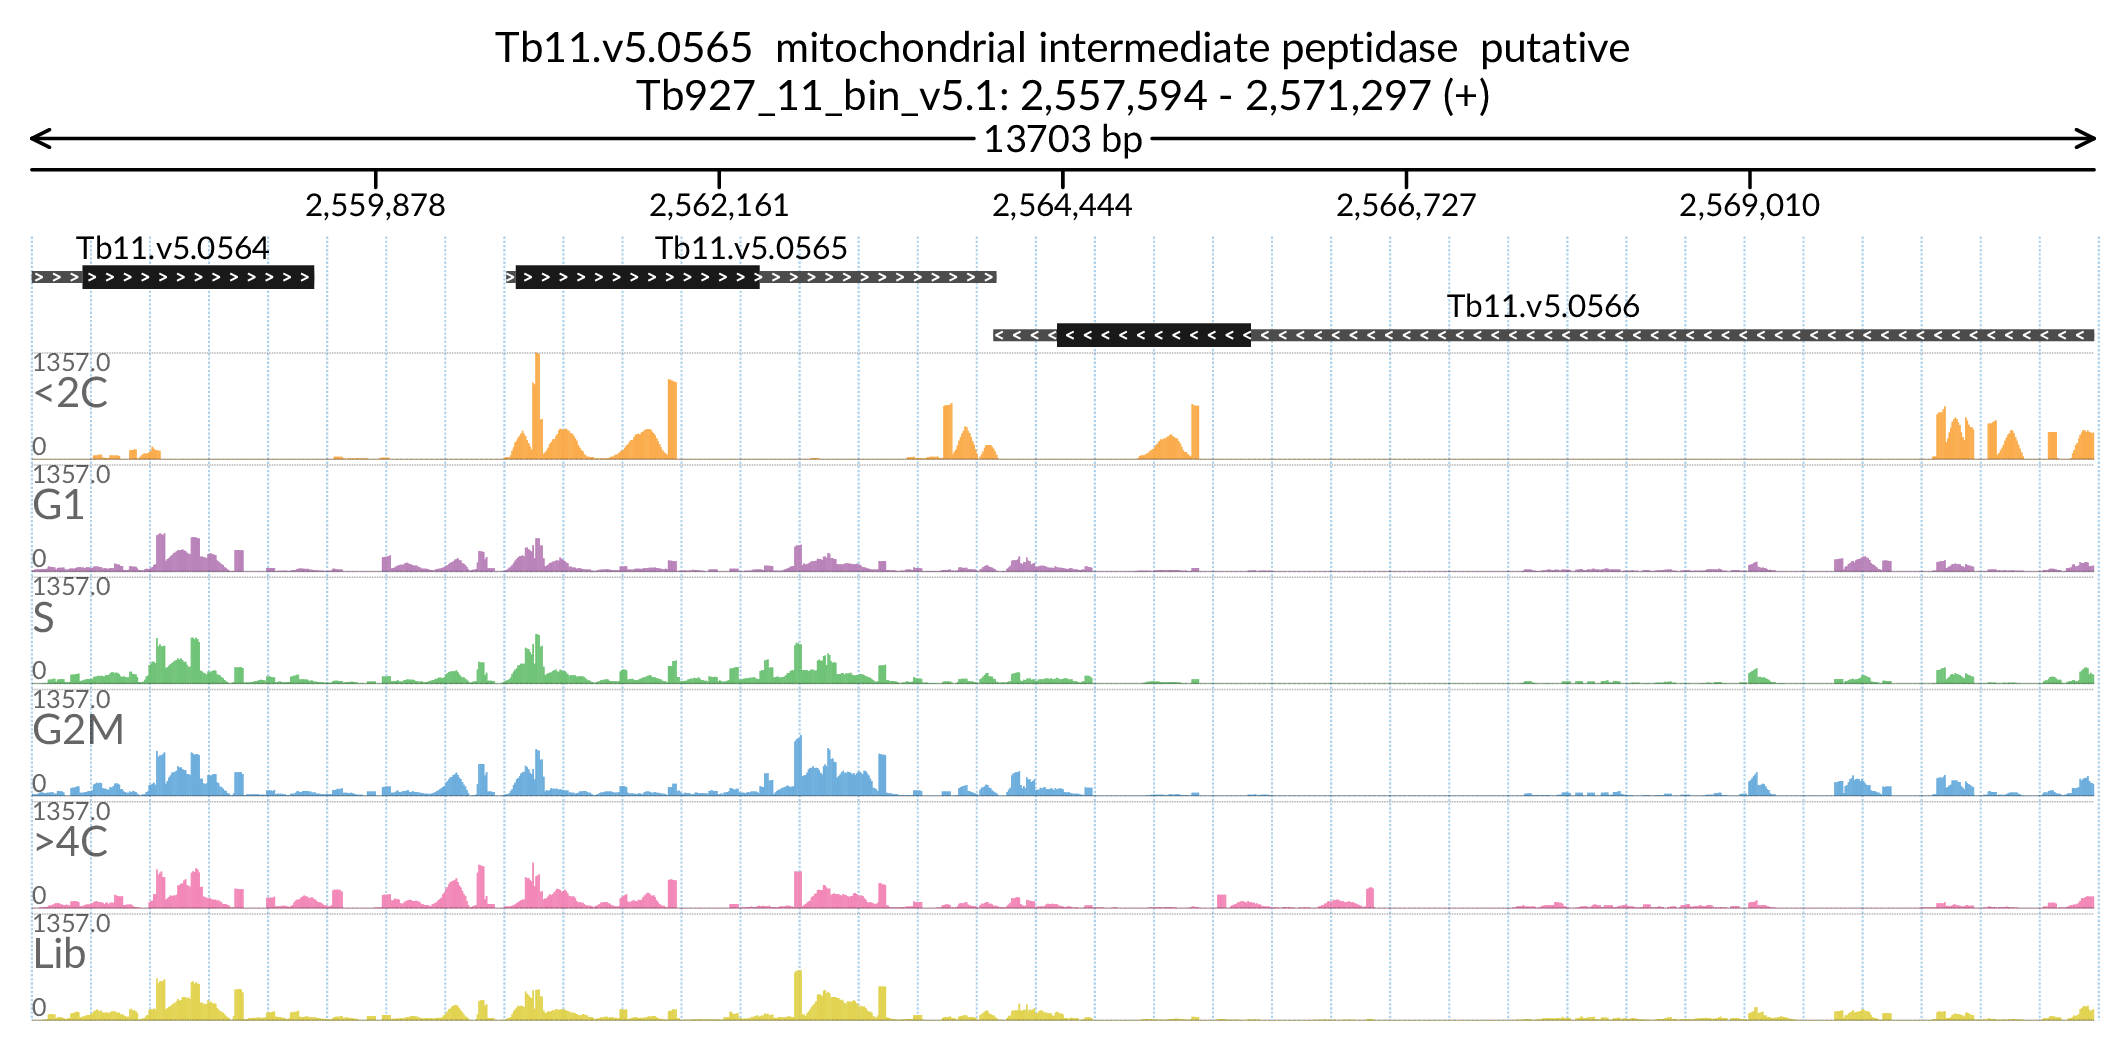 Tb11.v5.0565  mitochondrial intermediate peptidase  putative
Tb927_11_bin_v5.1: 2,557,594 - 2,571,297 (+)
13703 bp
2,559,878 2,562,161 2,564,444 2,566,727 2,569,010
Tb11.v5.0564 Tb11.v5.0565
Tb11.v5.0566
1357.0
<2C
0
1357.0
G1
0
1357.0
S
0
1357.0
G2M
0
1357.0
>4C
0
1357.0
Lib
0